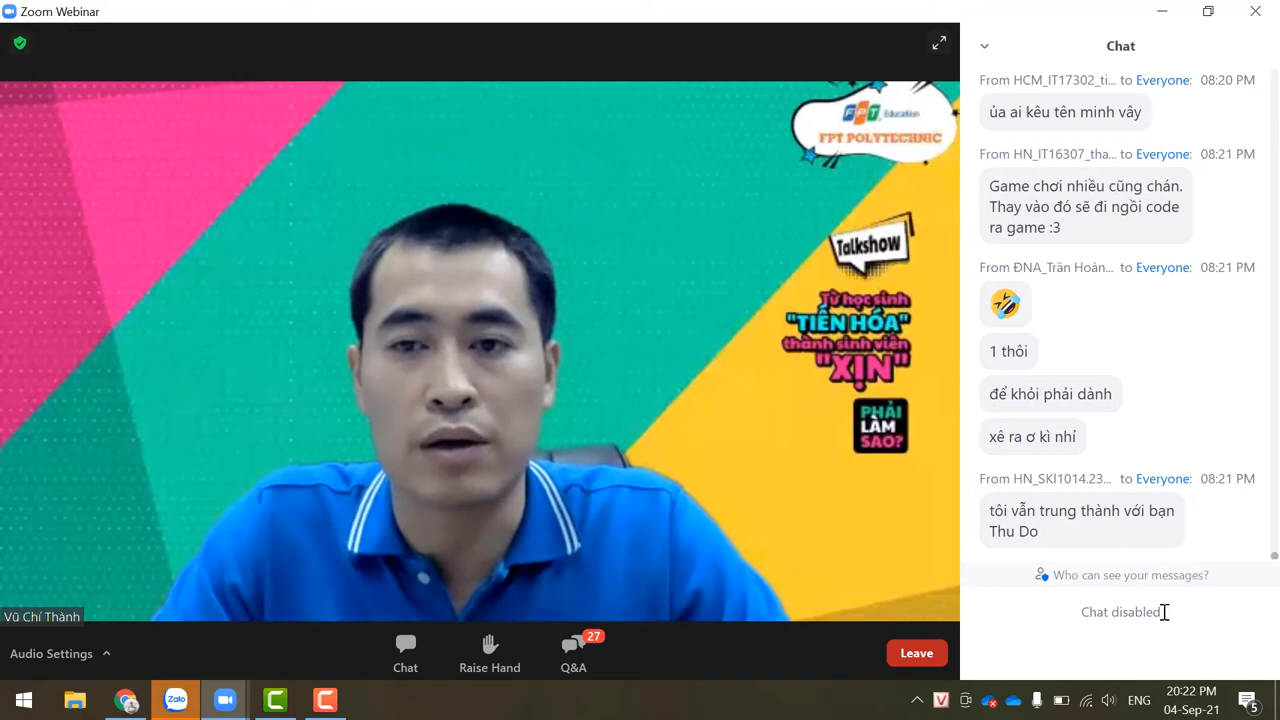 Zoom Webinar
FPT Education
FPT POLYTECHNIC
Talkshow
Từ học sinh
"TIẾN HÓA"
thành sinh viên
"XỊN"
PHẢI
LÀM
SAO?
Vũ Chí Thành
Audio Settings
Chat
Raise Hand
27
Q&A
Leave
Chat
From HCM_IT17302_ti... to Everyone: 08:20 PM
ủa ai kêu tên minh vây
From HN_IT16307_tha... to Everyone: 08:21 PM
Game chơi nhiều cũng chán.
Thay vào đó sẽ đi ngồi code
ra game :3
From ĐNA_Trần Hoàn... to Everyone: 08:21 PM
🤣
1 thôi
để khỏi phải dành
xê ra ơ kì nhỉ
From HN_SKI1014.23... to Everyone: 08:21 PM
tôi vẫn trung thành với bạn
Thu Do
Who can see your messages?
Chat disabled
Zalo
ENG
20:22 PM
04-Sep-21
5